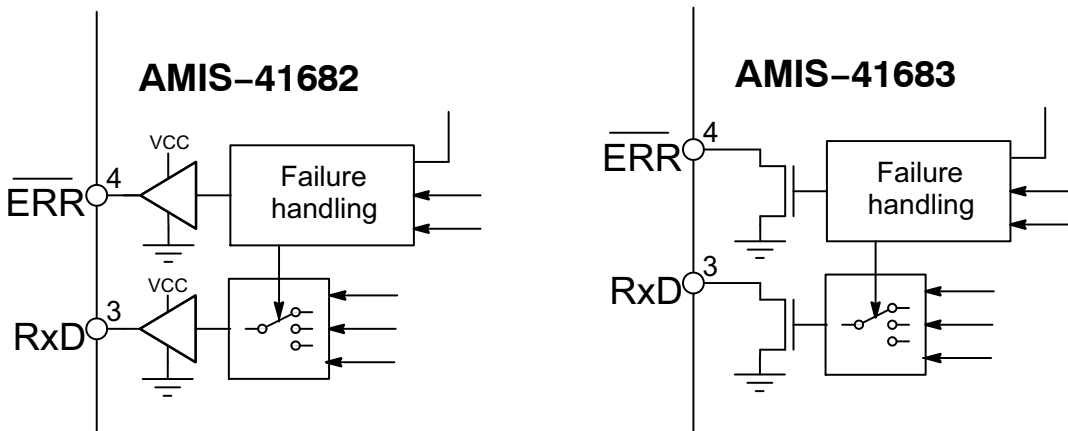 AMIS−41682
VCC
4
ERR
Failure
handling
VCC
3
RxD
AMIS−41683
4
ERR
Failure
handling
3
RxD